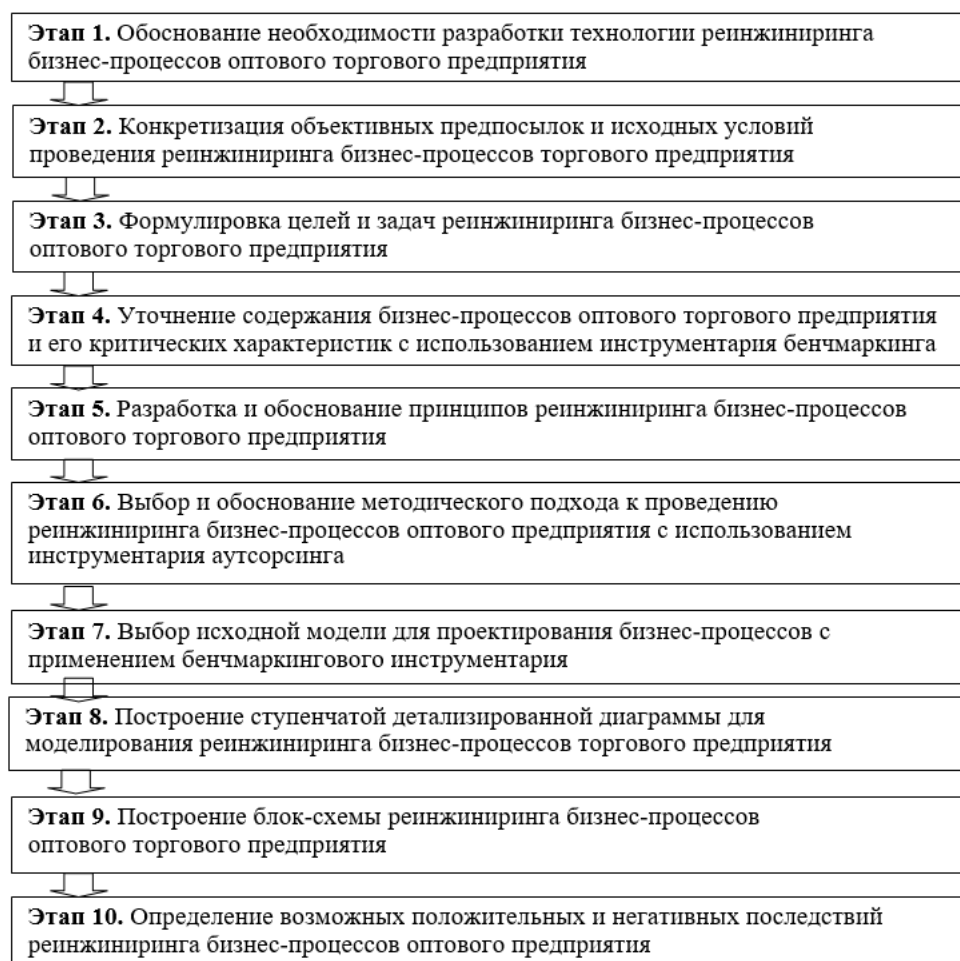 Этап 1. Обоснование необходимости разработки технологии реинжиниринга
бизнес-процессов оптового торгового предприятия
Этап 2. Конкретизация объективных предпосылок и исходных условий
проведения реинжиниринга бизнес-процессов торгового предприятия
Этап 3. Формулировка целей и задач реинжиниринга бизнес-процессов
оптового торгового предприятия
Этап 4. Уточнение содержания бизнес-процессов оптового торгового предприятия
и его критических характеристик с использованием инструментария бенчмаркинга
Этап 5. Разработка и обоснование принципов реинжиниринга бизнес-процессов
оптового торгового предприятия
Этап 6. Выбор и обоснование методического подхода к проведению
реинжиниринга бизнес-процессов оптового предприятия с использованием
инструментария аутсорсинга
Этап 7. Выбор исходной модели для проектирования бизнес-процессов с
применением бенчмаркингового инструментария
Этап 8. Построение ступенчатой детализированной диаграммы для
моделирования реинжиниринга бизнес-процессов торгового предприятия
Этап 9. Построение блок-схемы реинжиниринга бизнес-процессов
оптового торгового предприятия
Этап 10. Определение возможных положительных и негативных последствий
реинжиниринга бизнес-процессов оптового предприятия